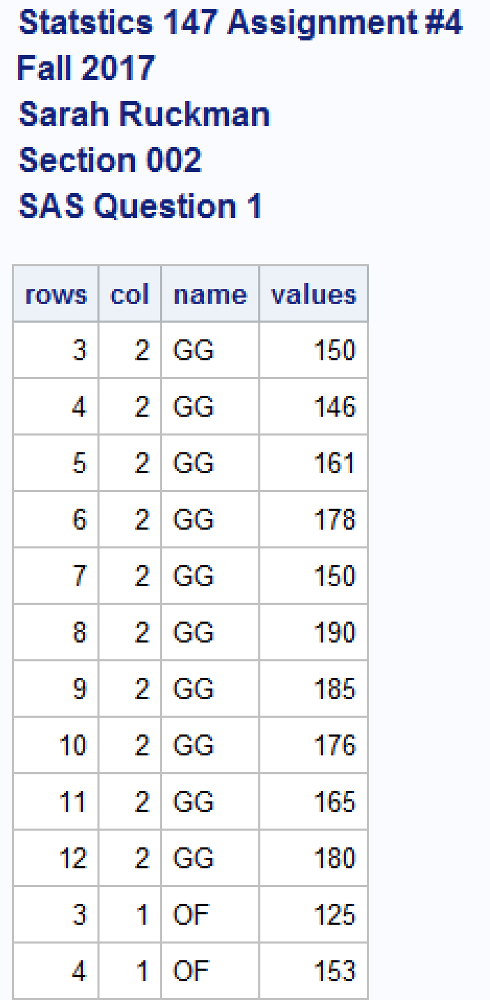 Statstics 147 Assignment #4
Fall 2017
Sarah Ruckman
Section 002
SAS Question 1
rows col name values
3 2 GG 150
4 2 GG 146
5 2 GG 161
6 2 GG 178
7 2 GG 150
8 2 GG 190
9 2 GG 185
10 2 GG 176
11 2 GG 165
12 2 GG 180
3 1 OF 125
4 1 OF 153